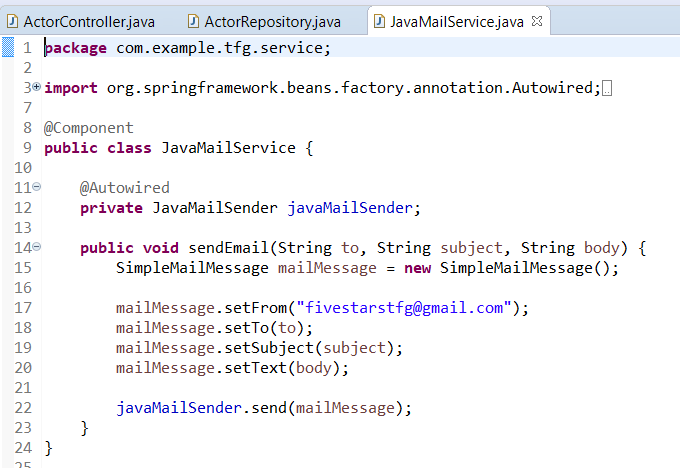 ActorController.java ActorRepository.java JavaMailService.java
1 package com.example.tfg.service;
2
3 import org.springframework.beans.factory.annotation.Autowired;
7
8 @Component
9 public class JavaMailService {
10
11 @Autowired
12 private JavaMailSender javaMailSender;
13
14 public void sendEmail(String to, String subject, String body) {
15 SimpleMailMessage mailMessage = new SimpleMailMessage();
16
17 mailMessage.setFrom("fivestarstfg@gmail.com");
18 mailMessage.setTo(to);
19 mailMessage.setSubject(subject);
20 mailMessage.setText(body);
21
22 javaMailSender.send(mailMessage);
23 }
24 }
25